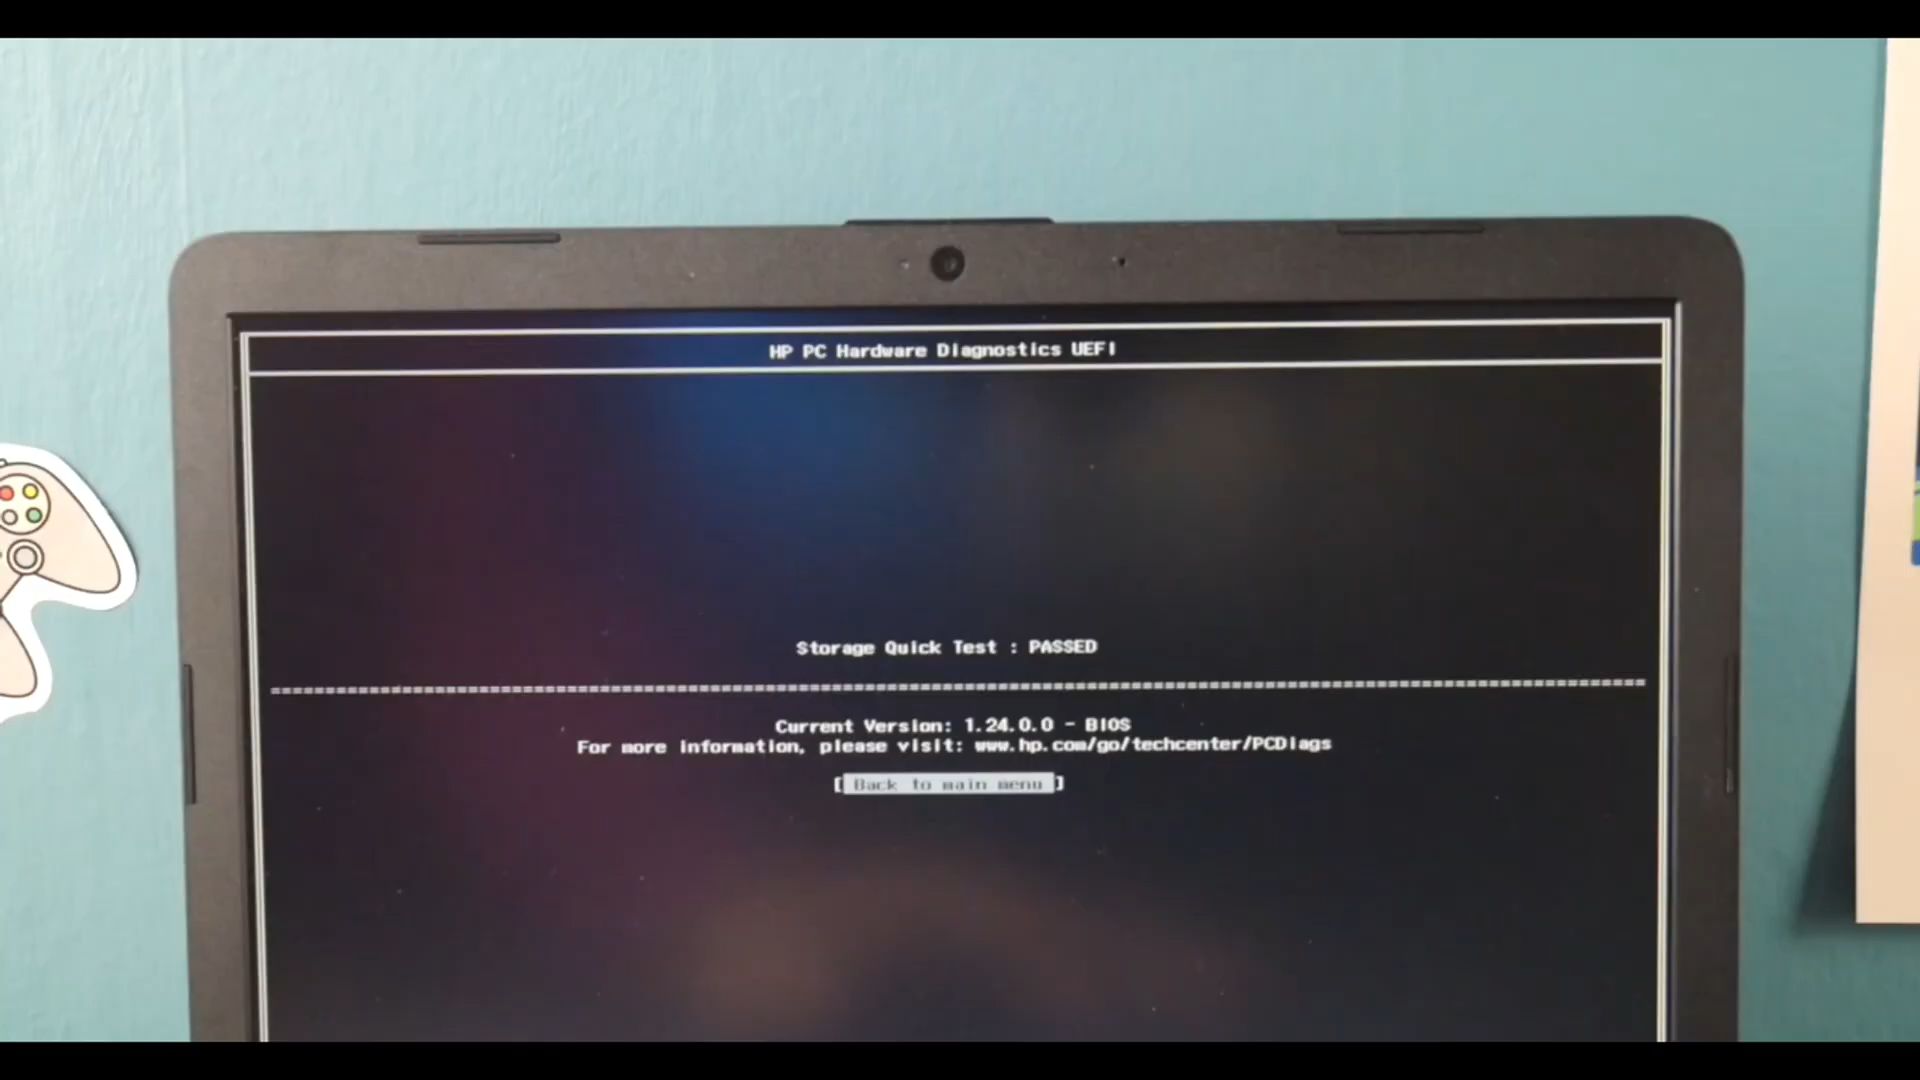 HP PC Hardware Diagnostics UEFI
Storage Quick Test : PASSED
================================================================================
Current Version: 1.24.0.0 - BIOS
For more information, please visit: www.hp.com/go/techcenter/PCDiags
[ Back to main menu ]